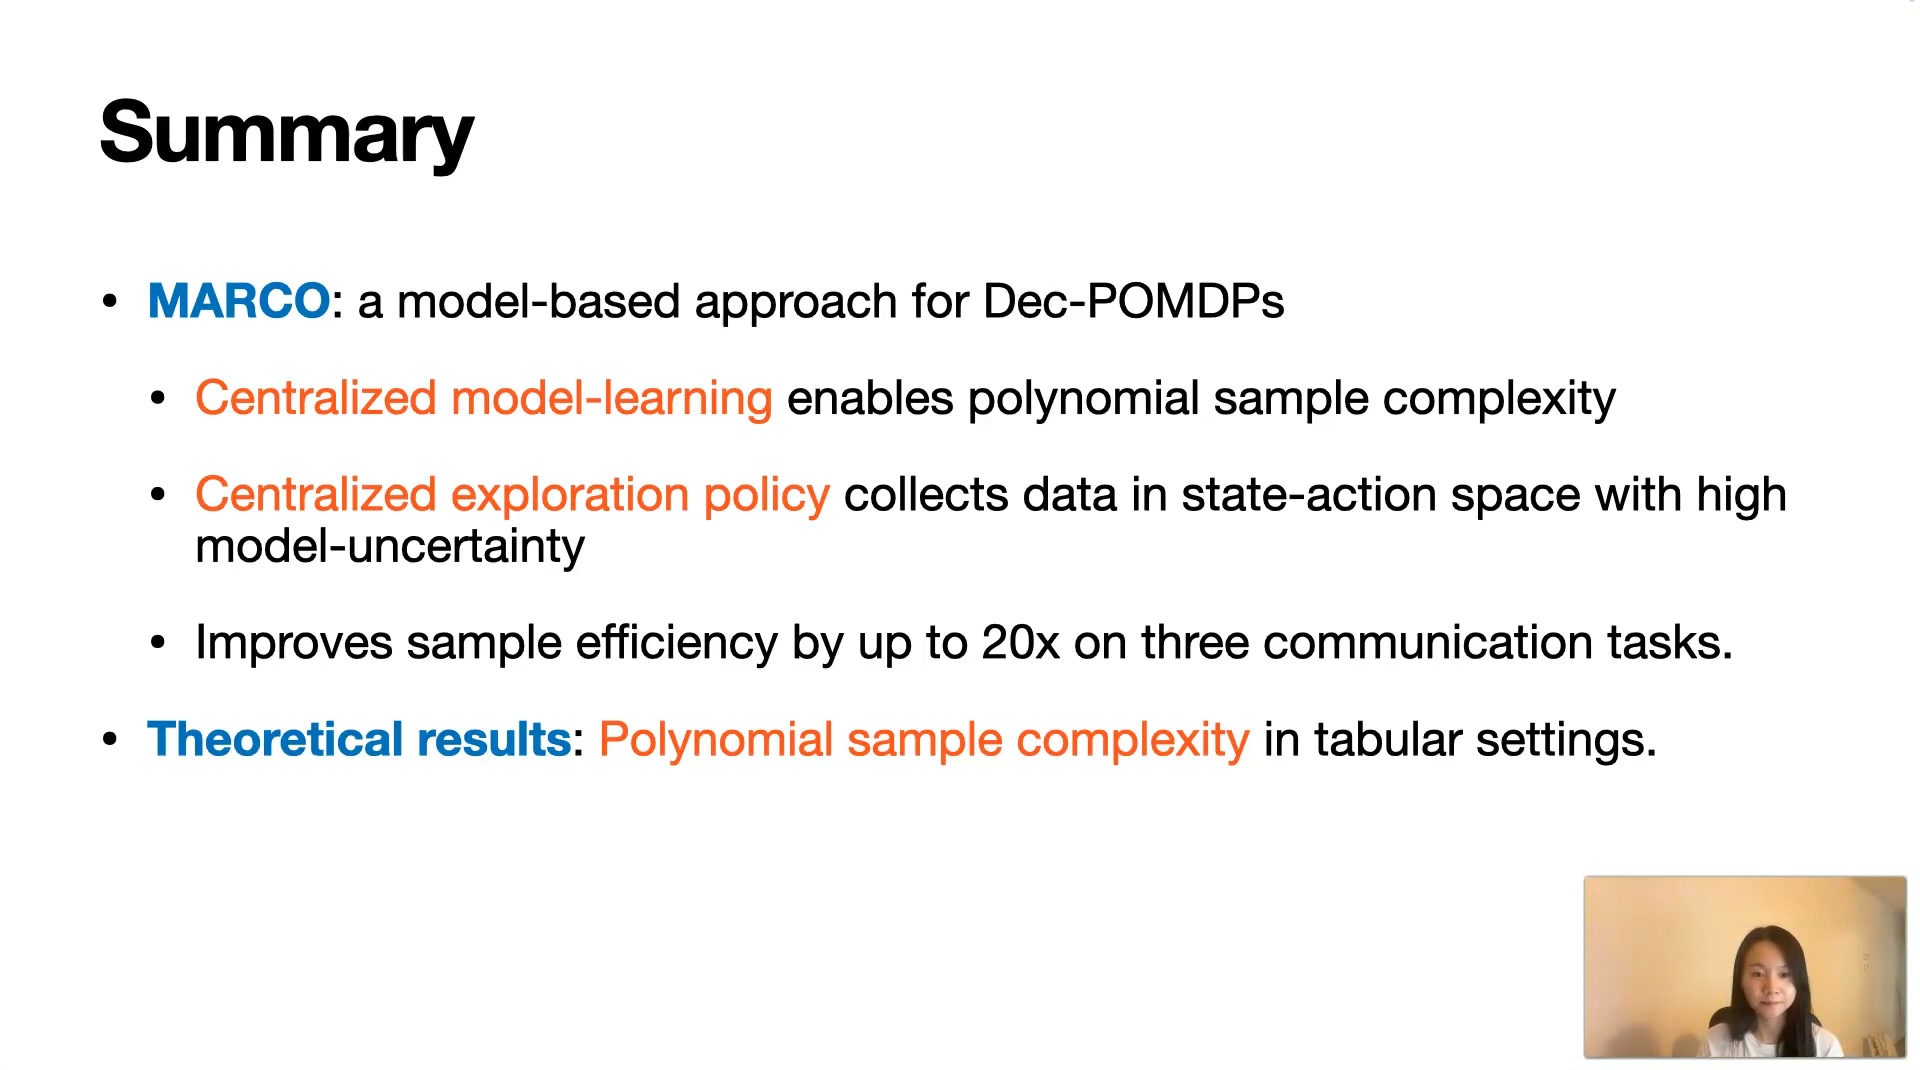 Summary
• MARCO: a model-based approach for Dec-POMDPs
• Centralized model-learning enables polynomial sample complexity
• Centralized exploration policy collects data in state-action space with high
model-uncertainty
• Improves sample efficiency by up to 20x on three communication tasks.
• Theoretical results: Polynomial sample complexity in tabular settings.